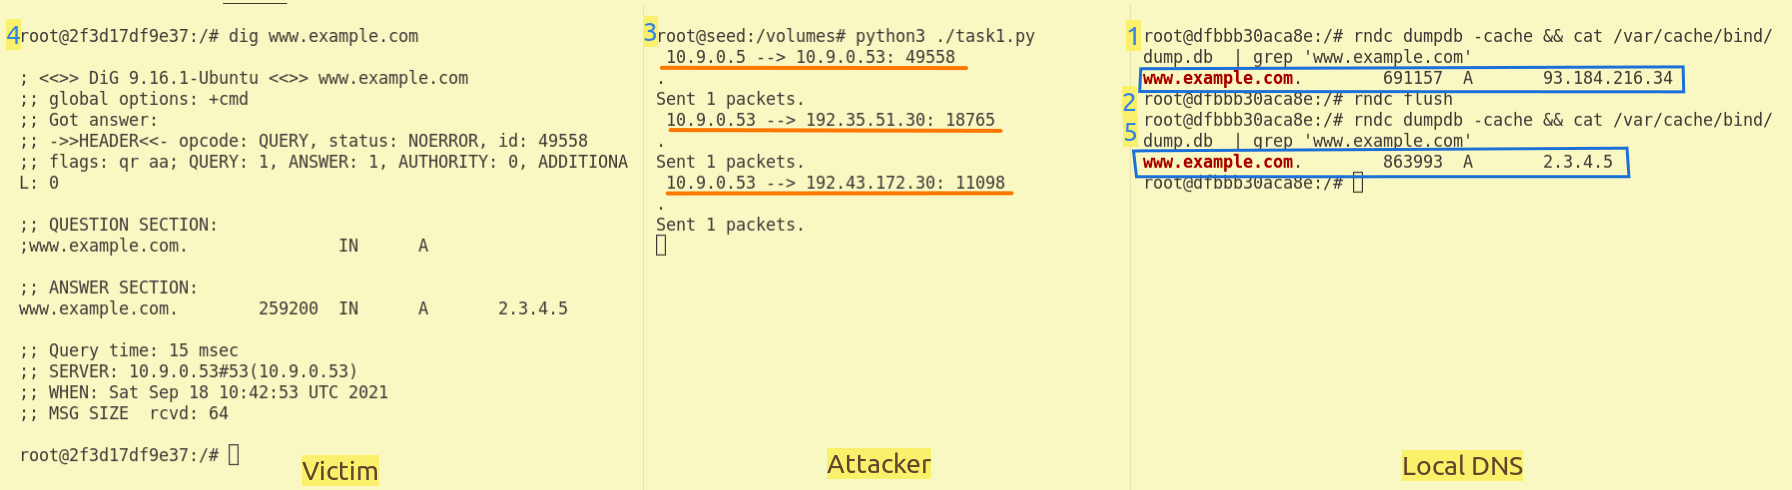 4
root@2f3d17df9e37:/# dig www.example.com
; <<>> DiG 9.16.1-Ubuntu <<>> www.example.com
;; global options: +cmd
;; Got answer:
;; ->>HEADER<<- opcode: QUERY, status: NOERROR, id: 49558
;; flags: qr aa; QUERY: 1, ANSWER: 1, AUTHORITY: 0, ADDITIONA
L: 0
;; QUESTION SECTION:
;www.example.com. IN A
;; ANSWER SECTION:
www.example.com. 259200 IN A 2.3.4.5
;; Query time: 15 msec
;; SERVER: 10.9.0.53#53(10.9.0.53)
;; WHEN: Sat Sep 18 10:42:53 UTC 2021
;; MSG SIZE rcvd: 64
root@2f3d17df9e37:/#
Victim
3
root@seed:/volumes# python3 ./task1.py
10.9.0.5 --> 10.9.0.53: 49558
.
Sent 1 packets.
10.9.0.53 --> 192.35.51.30: 18765
.
Sent 1 packets.
10.9.0.53 --> 192.43.172.30: 11098
.
Sent 1 packets.
Attacker
1
root@dfbbb30aca8e:/# rndc dumpdb -cache && cat /var/cache/bind/
dump.db | grep 'www.example.com'
www.example.com. 691157 A 93.184.216.34
2
root@dfbbb30aca8e:/# rndc flush
5
root@dfbbb30aca8e:/# rndc dumpdb -cache && cat /var/cache/bind/
dump.db | grep 'www.example.com'
www.example.com. 863993 A 2.3.4.5
root@dfbbb30aca8e:/#
Local DNS